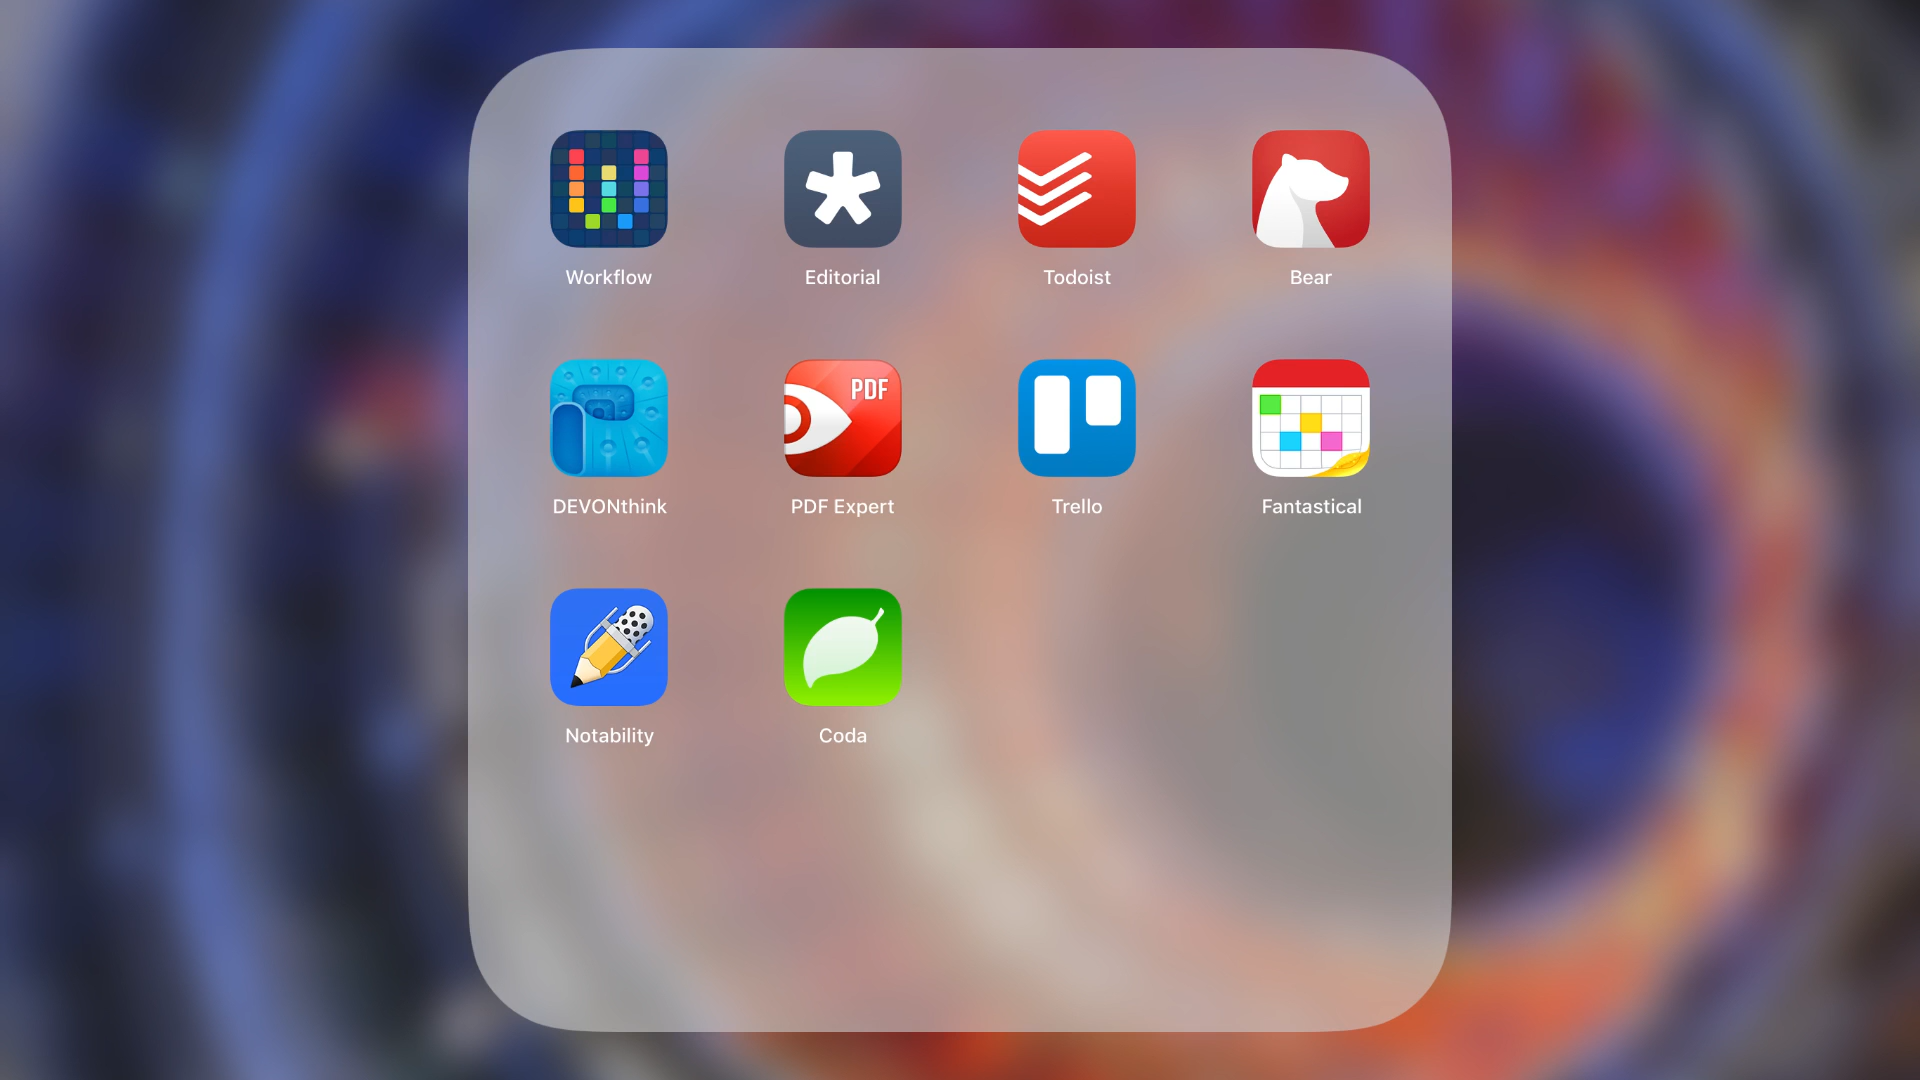 Workflow
Editorial
Todoist
Bear
DEVONthink
PDF
PDF Expert
Trello
Fantastical
Notability
Coda